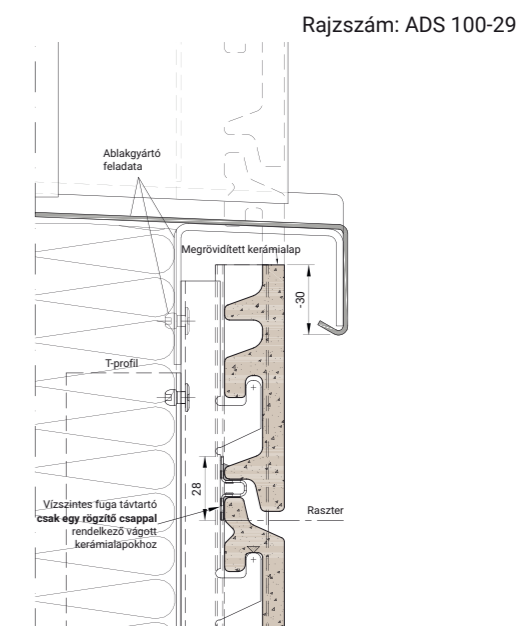 Rajzszám: ADS 100-29
Ablakgyártó
feladata
Megrövidített kerámialap
-30
T-profil
28
Vízszintes fuga távtartó
csak egy rögzítő csappal
rendelkező vágott
kerámialapokhoz
Raszter